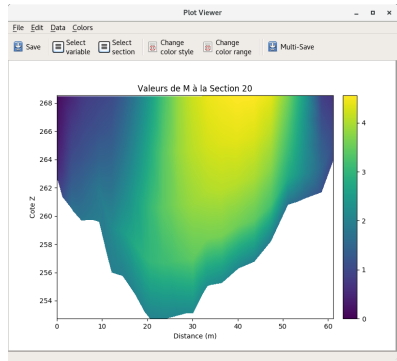 Plot Viewer
File Edit Data Colors
Save Select variable Select section Change color style Change color range Multi-Save
Valeurs de M à la Section 20
268
266
264
262
260
258
256
254
Cote Z
0 10 20 30 40 50 60
Distance (m)
4
3
2
1
0